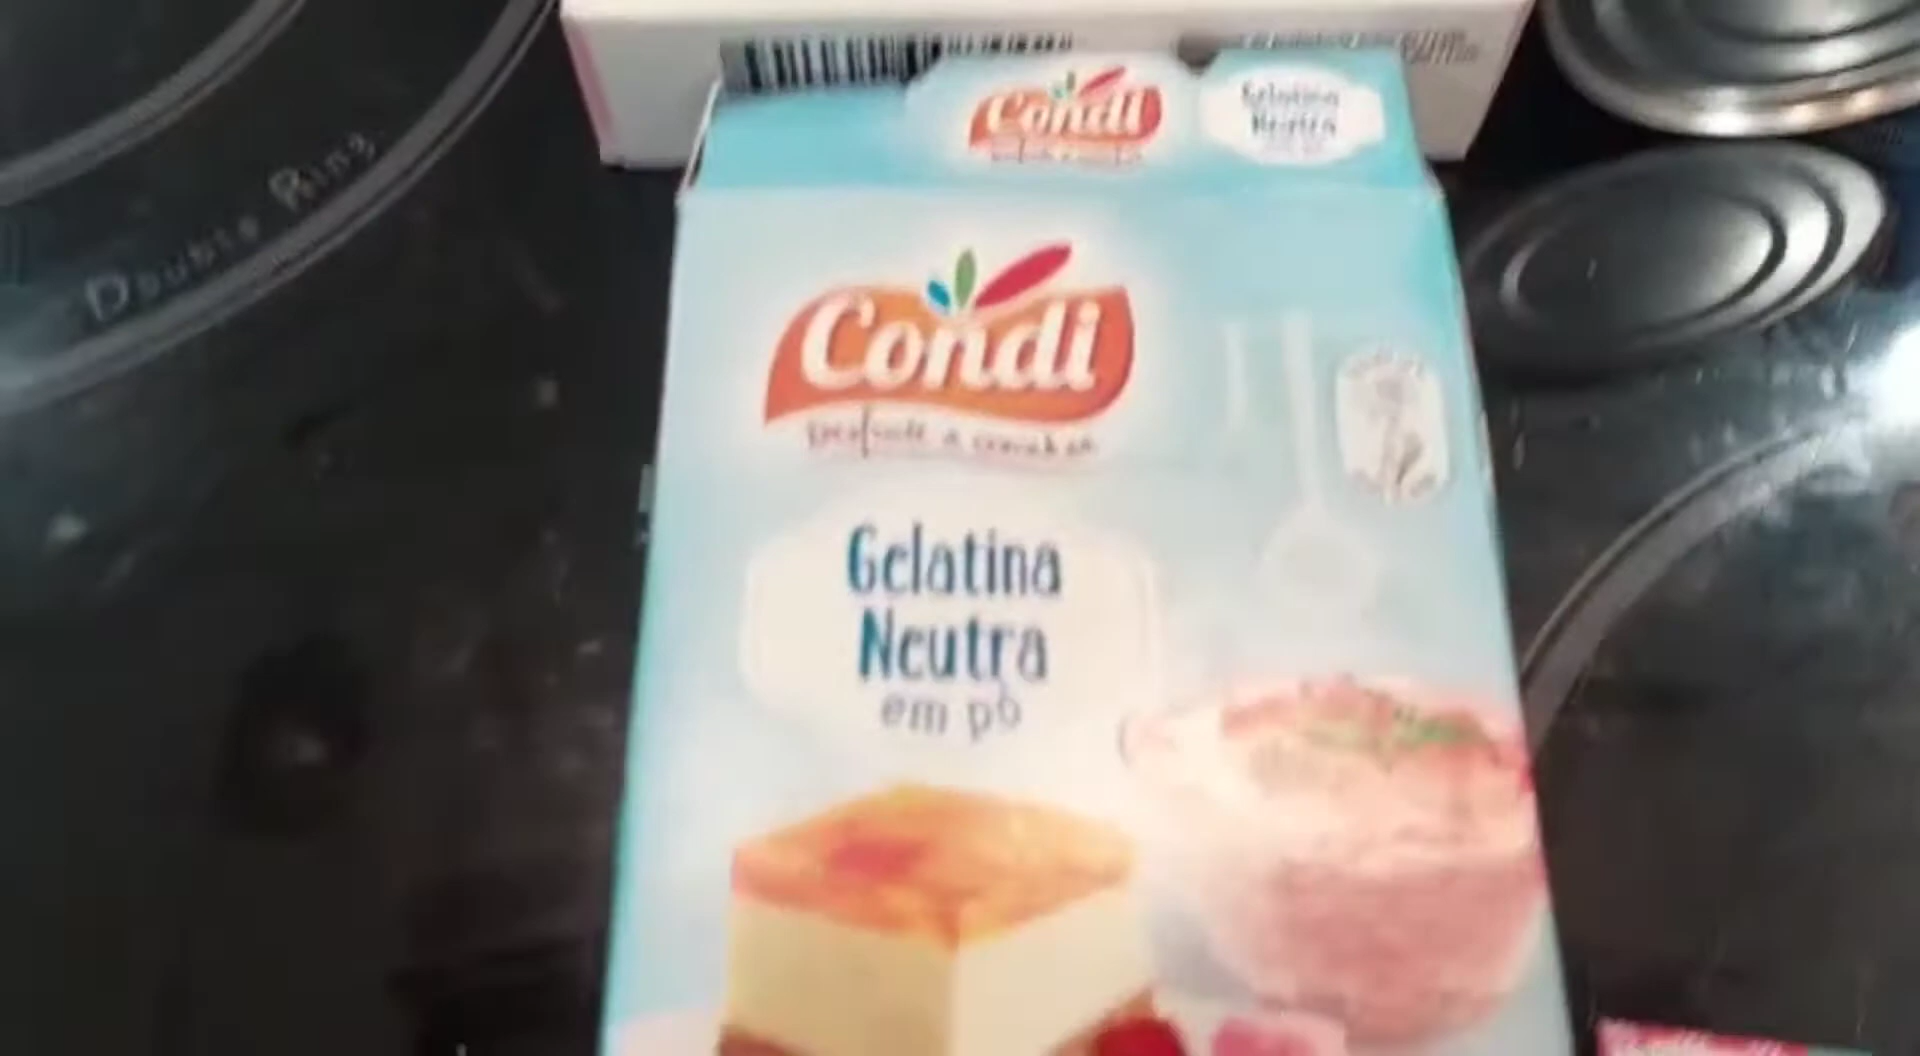 Double Ring
Condi
Gelatina
Neutra
Condi
Gelatina
Neutra
em pó